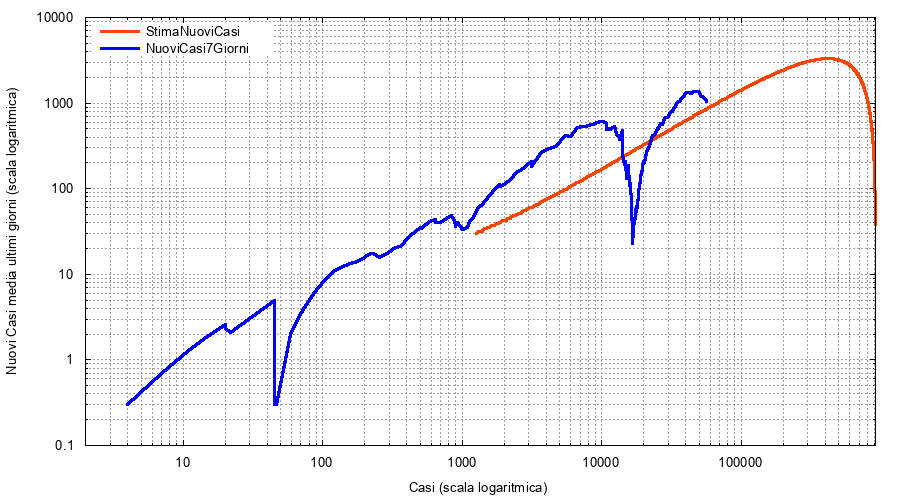 10000
1000
100
10
1
0.1
StimaNuoviCasi
NuoviCasi7Giorni
Nuovi Casi media ultimi giorni (scala logaritmica)
10 100 1000 10000 100000
Casi (scala logaritmica)